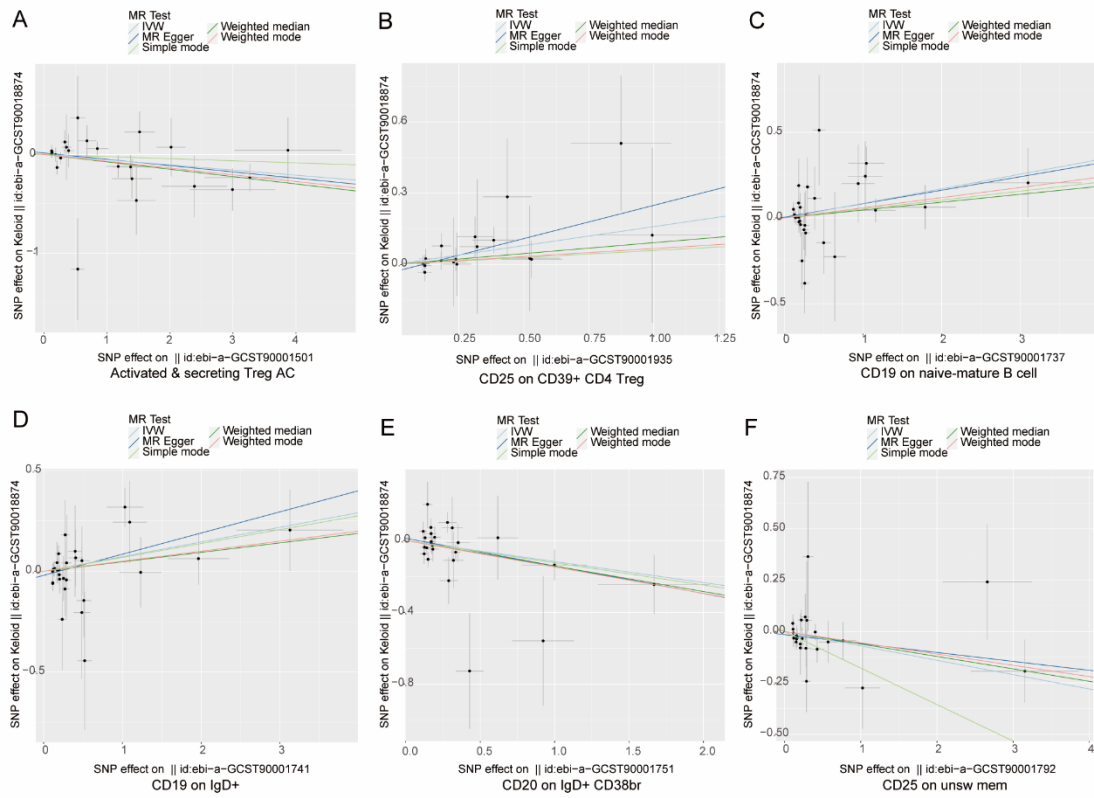 A
MR Test
IVW
MR Egger
Simple mode
Weighted median
Weighted mode
SNP effect on Keloid || id:ebi-a-GCST90018874
0
-1
0
1
2
3
4
SNP effect on || id:ebi-a-GCST90001501
Activated & secreting Treg AC
B
MR Test
IVW
MR Egger
Simple mode
Weighted median
Weighted mode
SNP effect on Keloid || id:ebi-a-GCST90018874
0.6
0.3
0.0
0.25
0.50
0.75
1.00
1.25
SNP effect on || id:ebi-a-GCST90001935
CD25 on CD39+ CD4 Treg
C
MR Test
IVW
MR Egger
Simple mode
Weighted median
Weighted mode
SNP effect on Keloid || id:ebi-a-GCST90018874
0.5
0.0
-0.5
0
1
2
3
SNP effect on || id:ebi-a-GCST90001737
CD19 on naive-mature B cell
D
MR Test
IVW
MR Egger
Simple mode
Weighted median
Weighted mode
SNP effect on Keloid || id:ebi-a-GCST90018874
0.5
0.0
-0.5
0
1
2
3
SNP effect on || id:ebi-a-GCST90001741
CD19 on IgD+
E
MR Test
IVW
MR Egger
Simple mode
Weighted median
Weighted mode
SNP effect on Keloid || id:ebi-a-GCST90018874
0.0
-0.4
-0.8
0.0
0.5
1.0
1.5
2.0
SNP effect on || id:ebi-a-GCST90001751
CD20 on IgD+ CD38br
F
MR Test
IVW
MR Egger
Simple mode
Weighted median
Weighted mode
SNP effect on Keloid || id:ebi-a-GCST90018874
0.75
0.50
0.25
0.00
-0.25
-0.50
0
1
2
3
4
SNP effect on || id:ebi-a-GCST90001792
CD25 on unsw mem